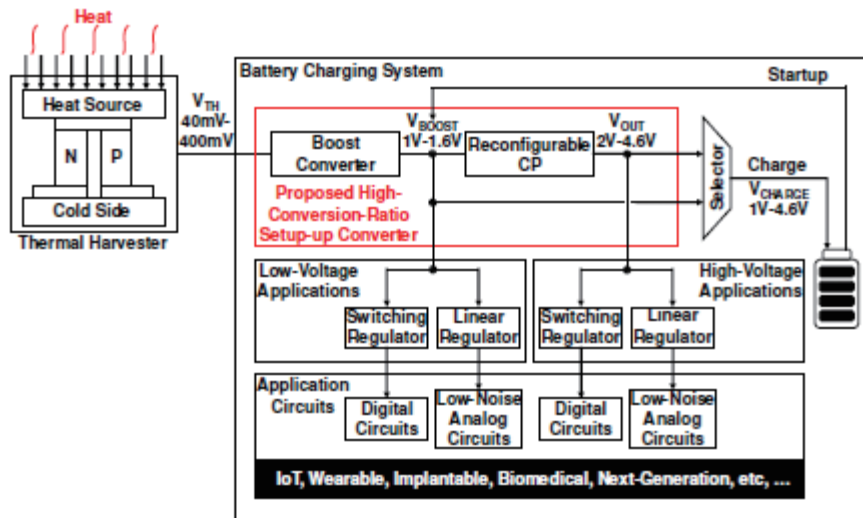 Heat
Heat Source
N
P
Cold Side
Thermal Harvester
V_TH
40mV-
400mV
Battery Charging System
Startup
Boost
Converter
V_BOOST
1V-1.6V
Reconfigurable
CP
V_OUT
2V-4.6V
Proposed High-
Conversion-Ratio
Setup-up Converter
Selector
Charge
V_CHARGE
1V-4.6V
Low-Voltage
Applications
Switching
Regulator
Linear
Regulator
High-Voltage
Applications
Switching
Regulator
Linear
Regulator
Application
Circuits
Digital
Circuits
Low-Noise
Analog
Circuits
Digital
Circuits
Low-Noise
Analog
Circuits
IoT, Wearable, Implantable, Biomedical, Next-Generation, etc, ...